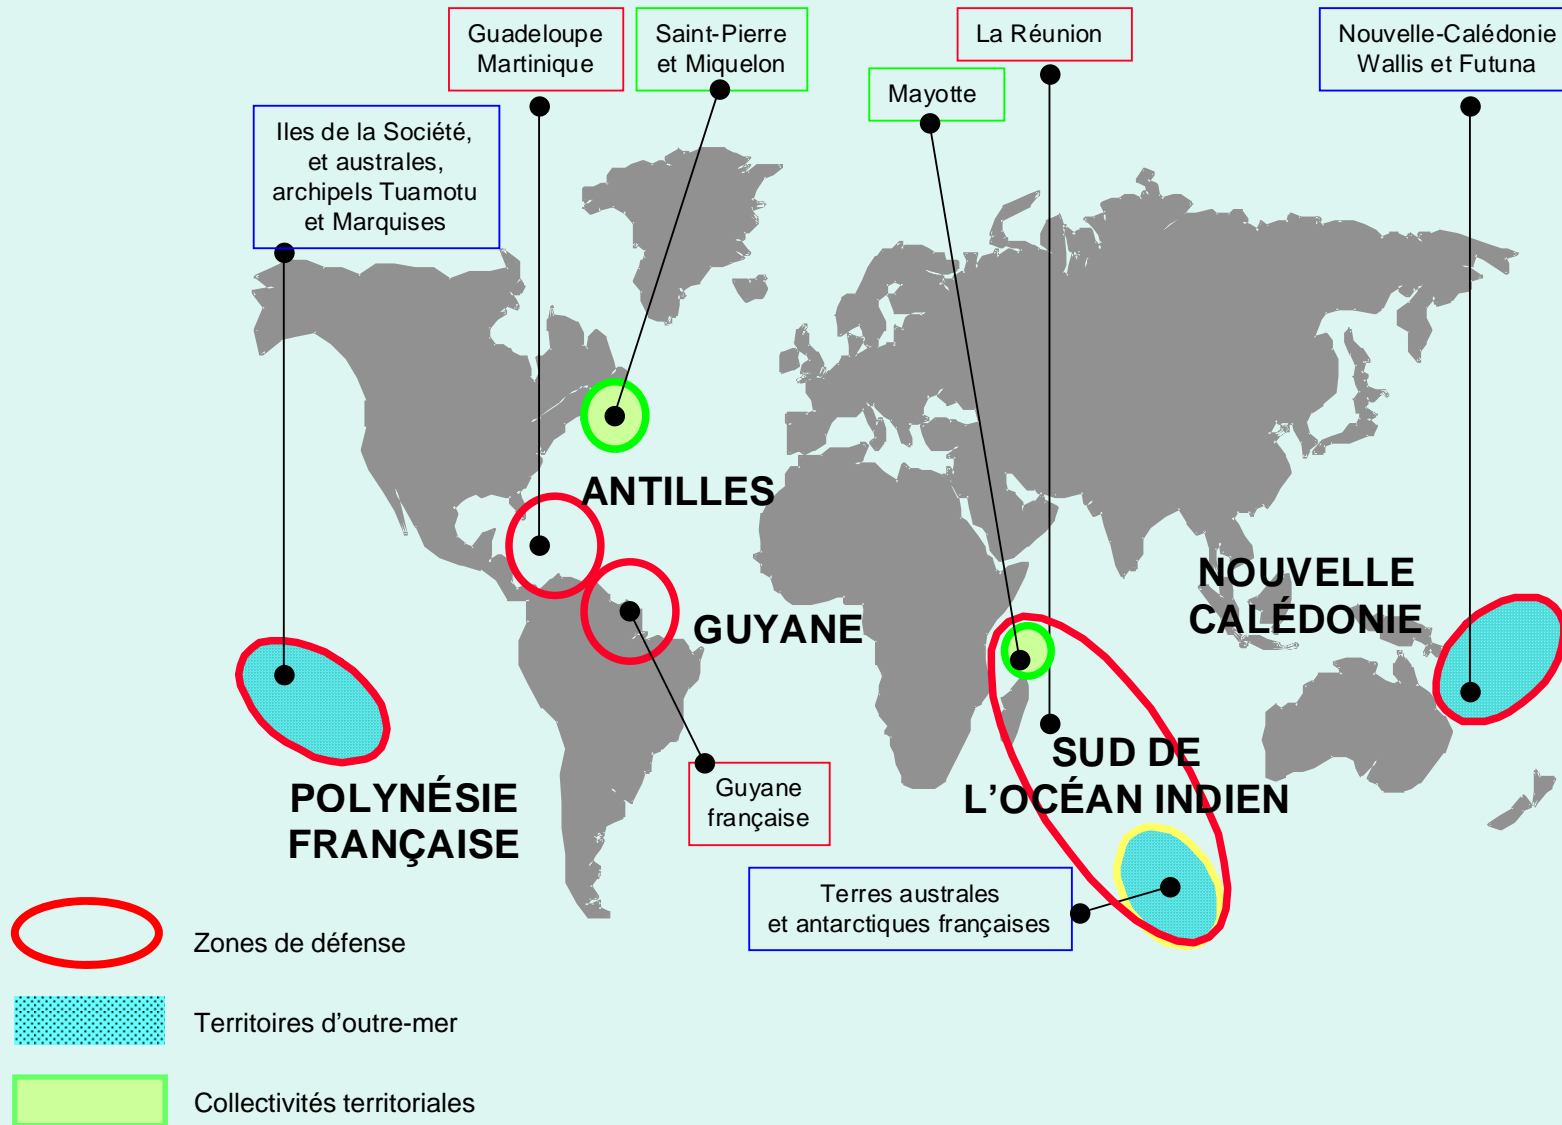 Guadeloupe
Martinique
Saint-Pierre
et Miquelon
La Réunion
Nouvelle-Calédonie
Wallis et Futuna
Mayotte
Iles de la Société,
et australes,
archipels Tuamotu
et Marquises
ANTILLES
NOUVELLE
CALÉDONIE
GUYANE
SUD DE
L'OCÉAN INDIEN
POLYNÉSIE
FRANÇAISE
Guyane
française
Terres australes
et antarctiques françaises
Zones de défense
Territoires d'outre-mer
Collectivités territoriales